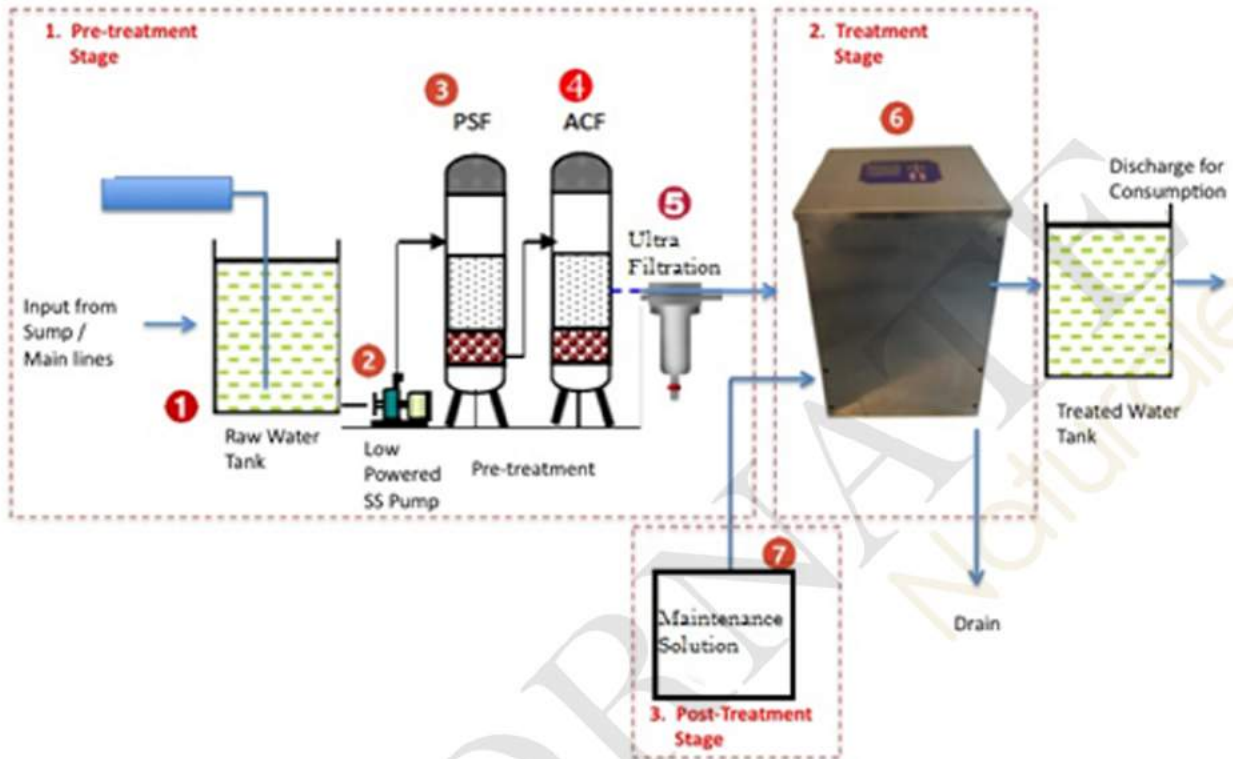 1. Pre-treatment
Stage
2. Treatment
Stage
3
4
PSF
ACF
6
Discharge for
Consumption
5
Ultra
Filtration
Input from
Sump /
Main lines
2
1
Raw Water
Tank
Low
Powered
SS Pump
Pre-treatment
Treated Water
Tank
7
Maintenance
Solution
Drain
3. Post-Treatment
Stage
ORNATE
Naturale